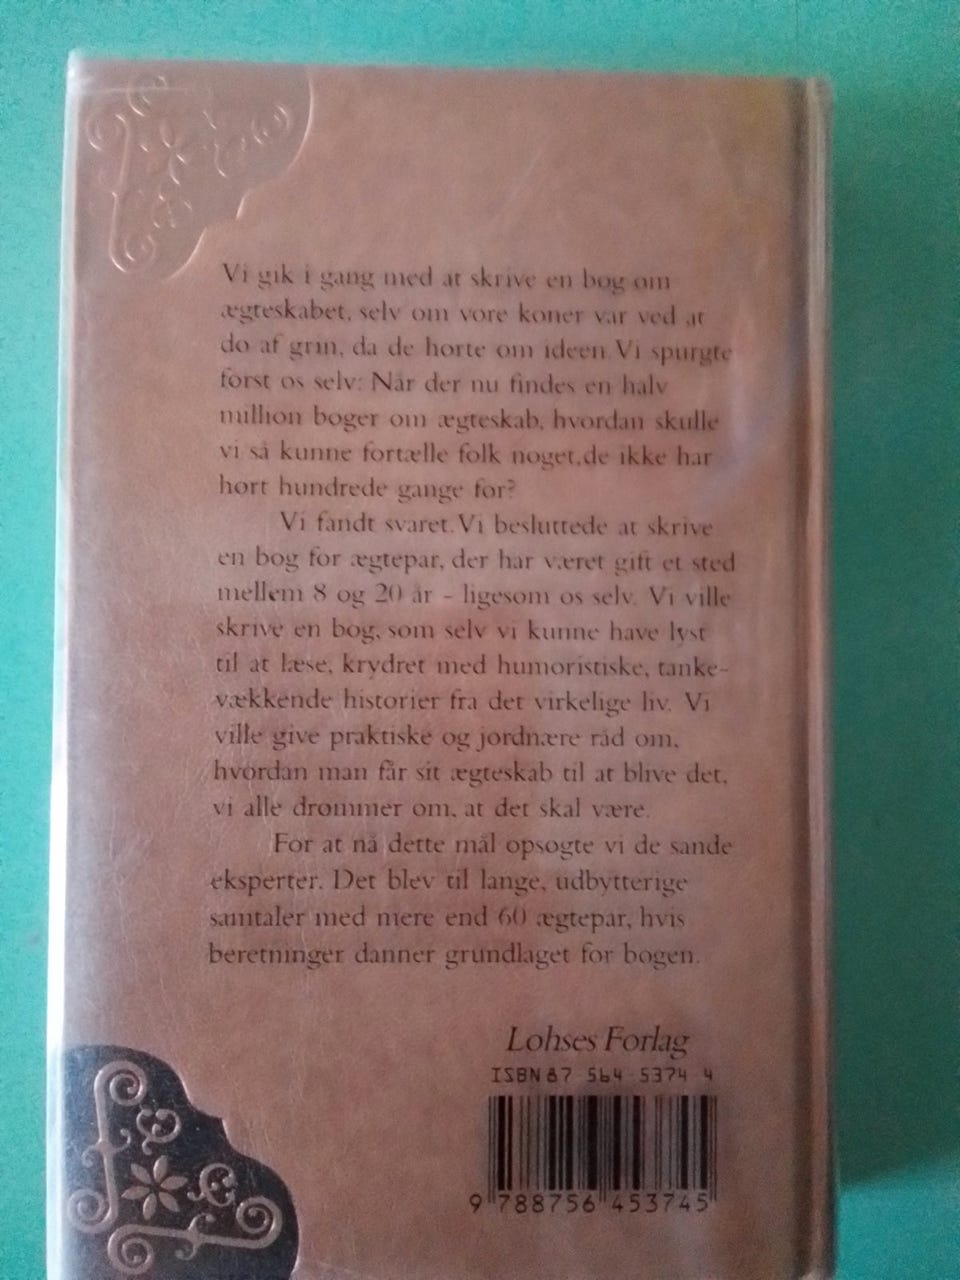 Vi gik i gang med at skrive en bog om
ægteskabet, selv om vore koner var ved at
dø af grin, da de hørte om ideen. Vi spurgte
først os selv: Når der nu findes en halv
million bøger om ægteskab, hvordan skulle
vi så kunne fortælle folk noget, de ikke har
hørt hundrede gange før?
Vi fandt svaret. Vi besluttede at skrive
en bog for ægtepar, der har været gift et sted
mellem 8 og 20 år - ligesom os selv. Vi ville
skrive en bog, som selv vi kunne have lyst
til at læse, krydret med humoristiske, tanke-
vækkende historier fra det virkelige liv. Vi
ville give praktiske og jordnære råd om,
hvordan man får sit ægteskab til at blive det,
vi alle drømmer om, at det skal være.
For at nå dette mål opsøgte vi de sande
eksperter. Det blev til lange, udbytterige
samtaler med mere end 60 ægtepar, hvis
beretninger danner grundlaget for bogen.
Lohses Forlag
ISBN 87 564 5374 4
9 788756 453745